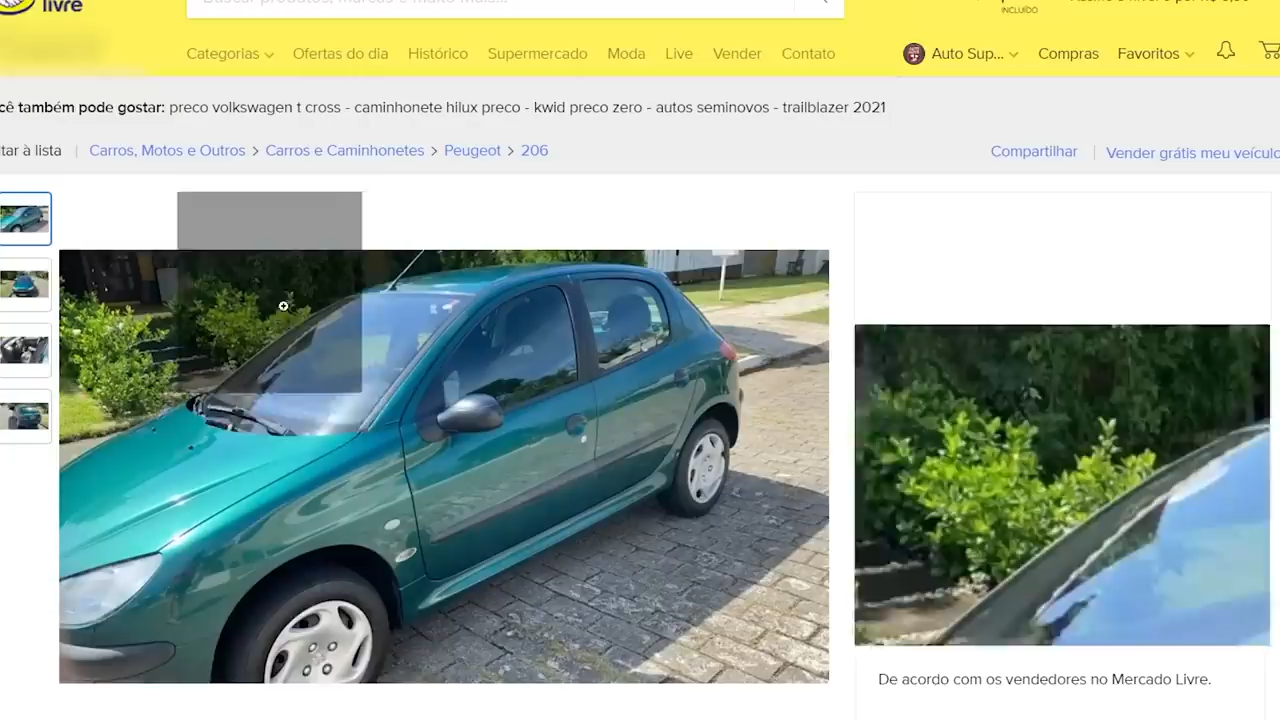 livre
INCLUÍDO
Categorias Ofertas do dia Histórico Supermercado Moda Live Vender Contato Auto Sup... Compras Favoritos
cê também pode gostar: preco volkswagen t cross - caminhonete hilux preco - kwid preco zero - autos seminovos - trailblazer 2021
tar à lista | Carros, Motos e Outros > Carros e Caminhonetes > Peugeot > 206 Compartilhar | Vender grátis meu veículo
De acordo com os vendedores no Mercado Livre.